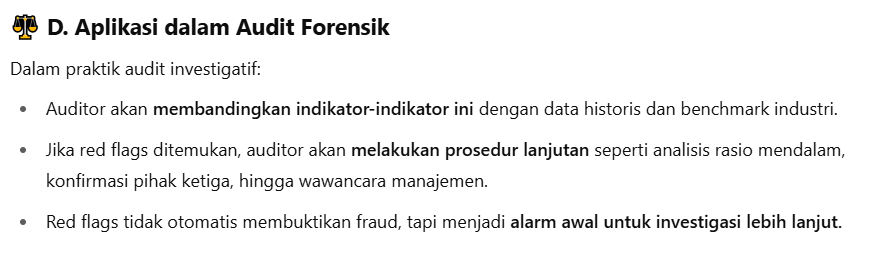 ⚖️ D. Aplikasi dalam Audit Forensik
Dalam praktik audit investigatif:
• Auditor akan membandingkan indikator-indikator ini dengan data historis dan benchmark industri.
• Jika red flags ditemukan, auditor akan melakukan prosedur lanjutan seperti analisis rasio mendalam,
konfirmasi pihak ketiga, hingga wawancara manajemen.
• Red flags tidak otomatis membuktikan fraud, tapi menjadi alarm awal untuk investigasi lebih lanjut.